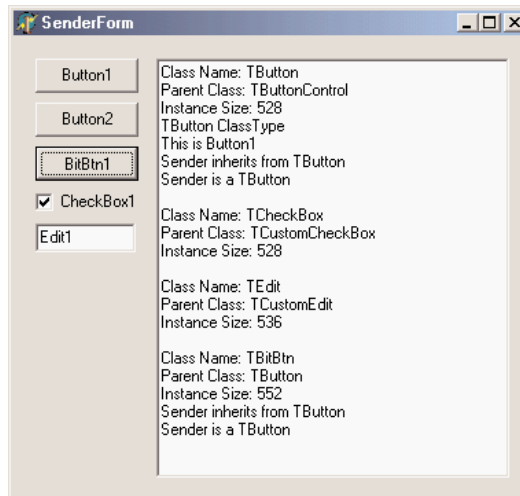 SenderForm
Button1
Button2
BitBtn1
CheckBox1
Edit1
Class Name: TButton
Parent Class: TButtonControl
Instance Size: 528
TButton ClassType
This is Button1
Sender inherits from TButton
Sender is a TButton
Class Name: TCheckBox
Parent Class: TCustomCheckBox
Instance Size: 528
Class Name: TEdit
Parent Class: TCustomEdit
Instance Size: 536
Class Name: TBitBtn
Parent Class: TButton
Instance Size: 552
Sender inherits from TButton
Sender is a TButton